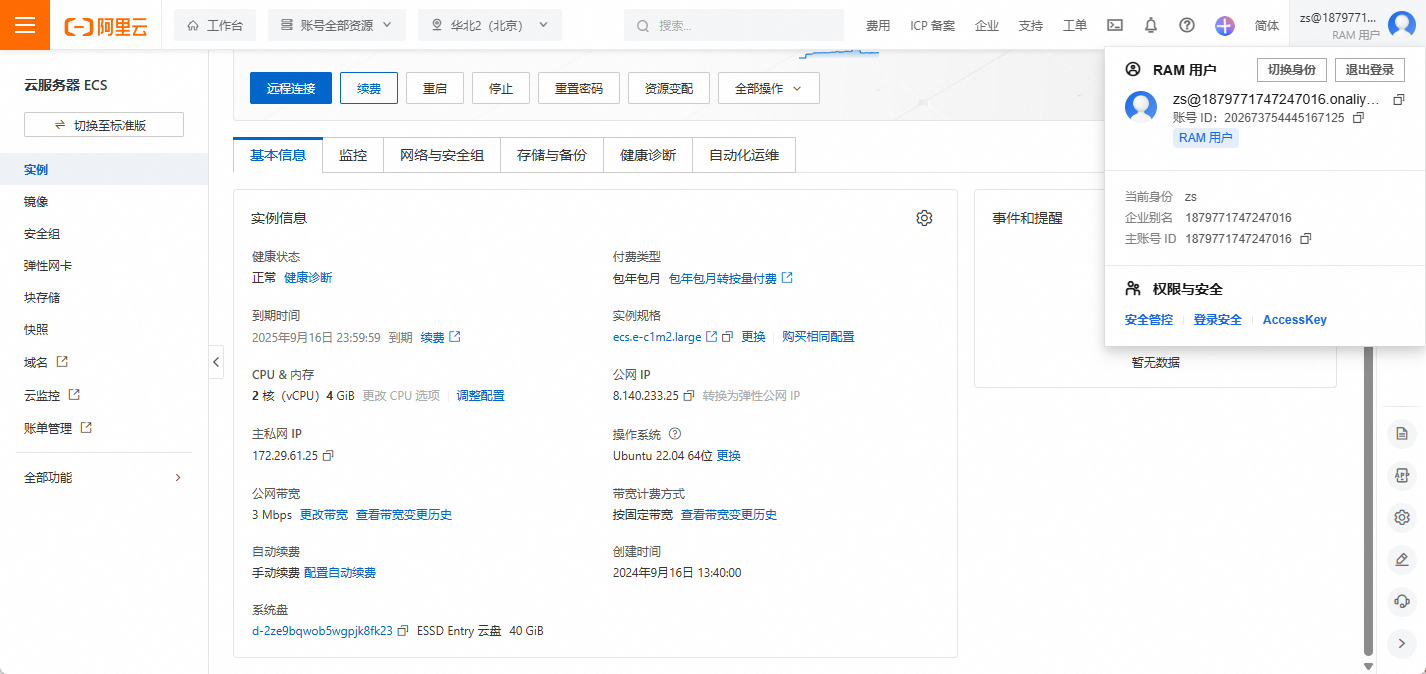 阿里云
工作台
账号全部资源
华北2（北京）
搜索...
费用
ICP 备案
企业
支持
工单
简体
zs@1879771...
RAM 用户
云服务器 ECS
切换至标准版
实例
镜像
安全组
弹性网卡
块存储
快照
域名
云监控
账单管理
全部功能
远程连接
续费
重启
停止
重置密码
资源变配
全部操作
基本信息
监控
网络与安全组
存储与备份
健康诊断
自动化运维
实例信息
健康状态
正常 健康诊断
付费类型
包年包月 包年包月转按量付费
到期时间
2025年9月16日 23:59:59 到期 续费
实例规格
ecs.e-c1m2.large 更换 购买相同配置
CPU & 内存
2 核（vCPU） 4 GiB 更改 CPU 选项 调整配置
公网 IP
8.140.233.25 转换为弹性公网 IP
主私网 IP
172.29.61.25
操作系统
Ubuntu 22.04 64位 更换
公网带宽
3 Mbps 更改带宽 查看带宽变更历史
带宽计费方式
按固定带宽 查看带宽变更历史
自动续费
手动续费 配置自动续费
创建时间
2024年9月16日 13:40:00
系统盘
d-2ze9bqwob5wgpjk8fk23 ESSD Entry 云盘 40 GiB
事件和提醒
暂无数据
RAM 用户
切换身份
退出登录
zs@1879771747247016.onaliy...
账号 ID：202673754445167125
RAM 用户
当前身份 zs
企业别名 1879771747247016
主账号 ID 1879771747247016
权限与安全
安全管控
登录安全
AccessKey
API